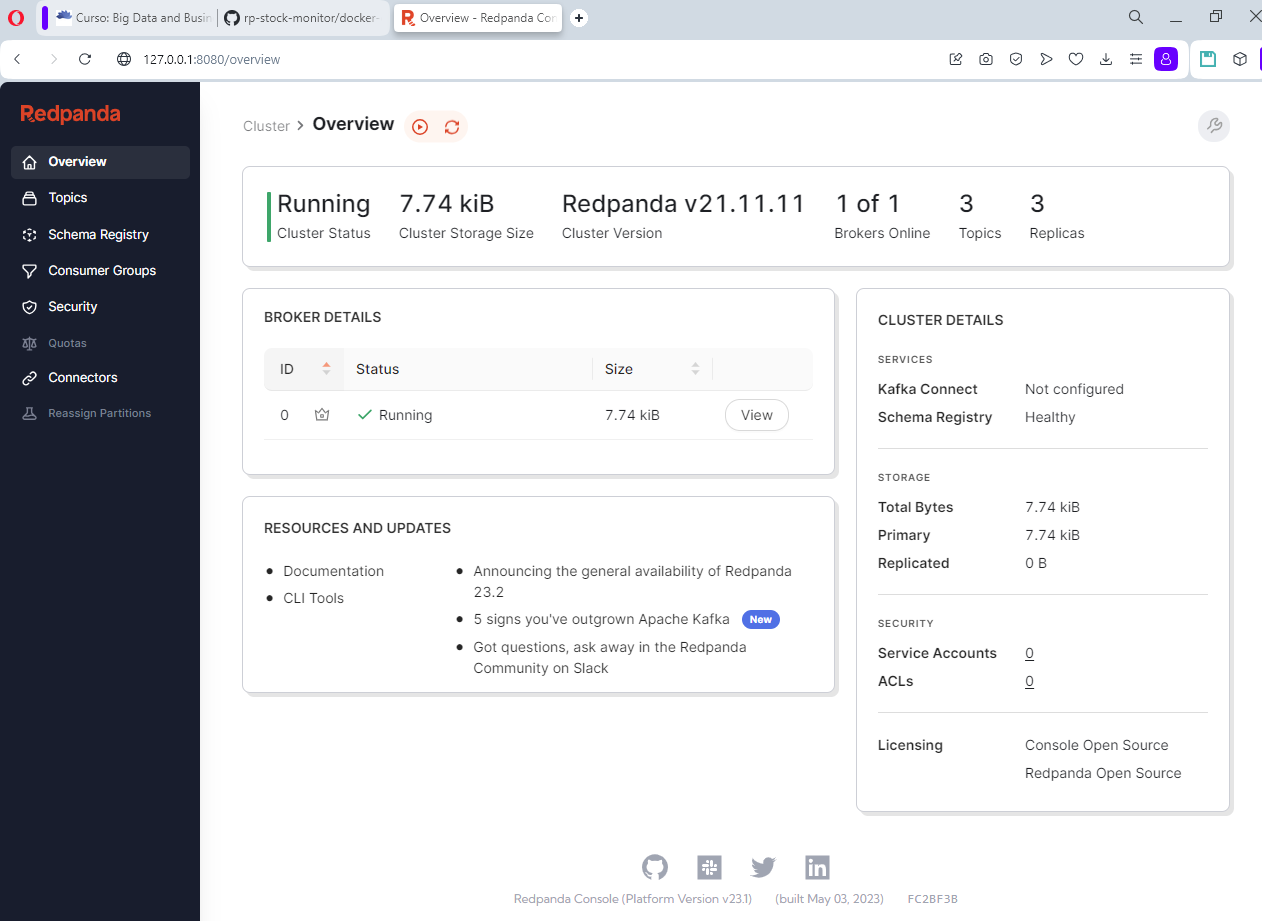 Curso: Big Data and Busin
rp-stock-monitor/docker-
Overview - Redpanda Con
127.0.0.1:8080/overview
Redpanda
Overview
Topics
Schema Registry
Consumer Groups
Security
Quotas
Connectors
Reassign Partitions
Cluster > Overview
Running 7.74 kiB Redpanda v21.11.11 1 of 1 3 3
Cluster Status Cluster Storage Size Cluster Version Brokers Online Topics Replicas
BROKER DETAILS
ID Status Size
0 Running 7.74 kiB View
RESOURCES AND UPDATES
Documentation
CLI Tools
Announcing the general availability of Redpanda
23.2
5 signs you've outgrown Apache Kafka New
Got questions, ask away in the Redpanda
Community on Slack
CLUSTER DETAILS
SERVICES
Kafka Connect Not configured
Schema Registry Healthy
STORAGE
Total Bytes 7.74 kiB
Primary 7.74 kiB
Replicated 0 B
SECURITY
Service Accounts 0
ACLs 0
Licensing Console Open Source
Redpanda Open Source
Redpanda Console (Platform Version v23.1) (built May 03, 2023) FC2BF3B